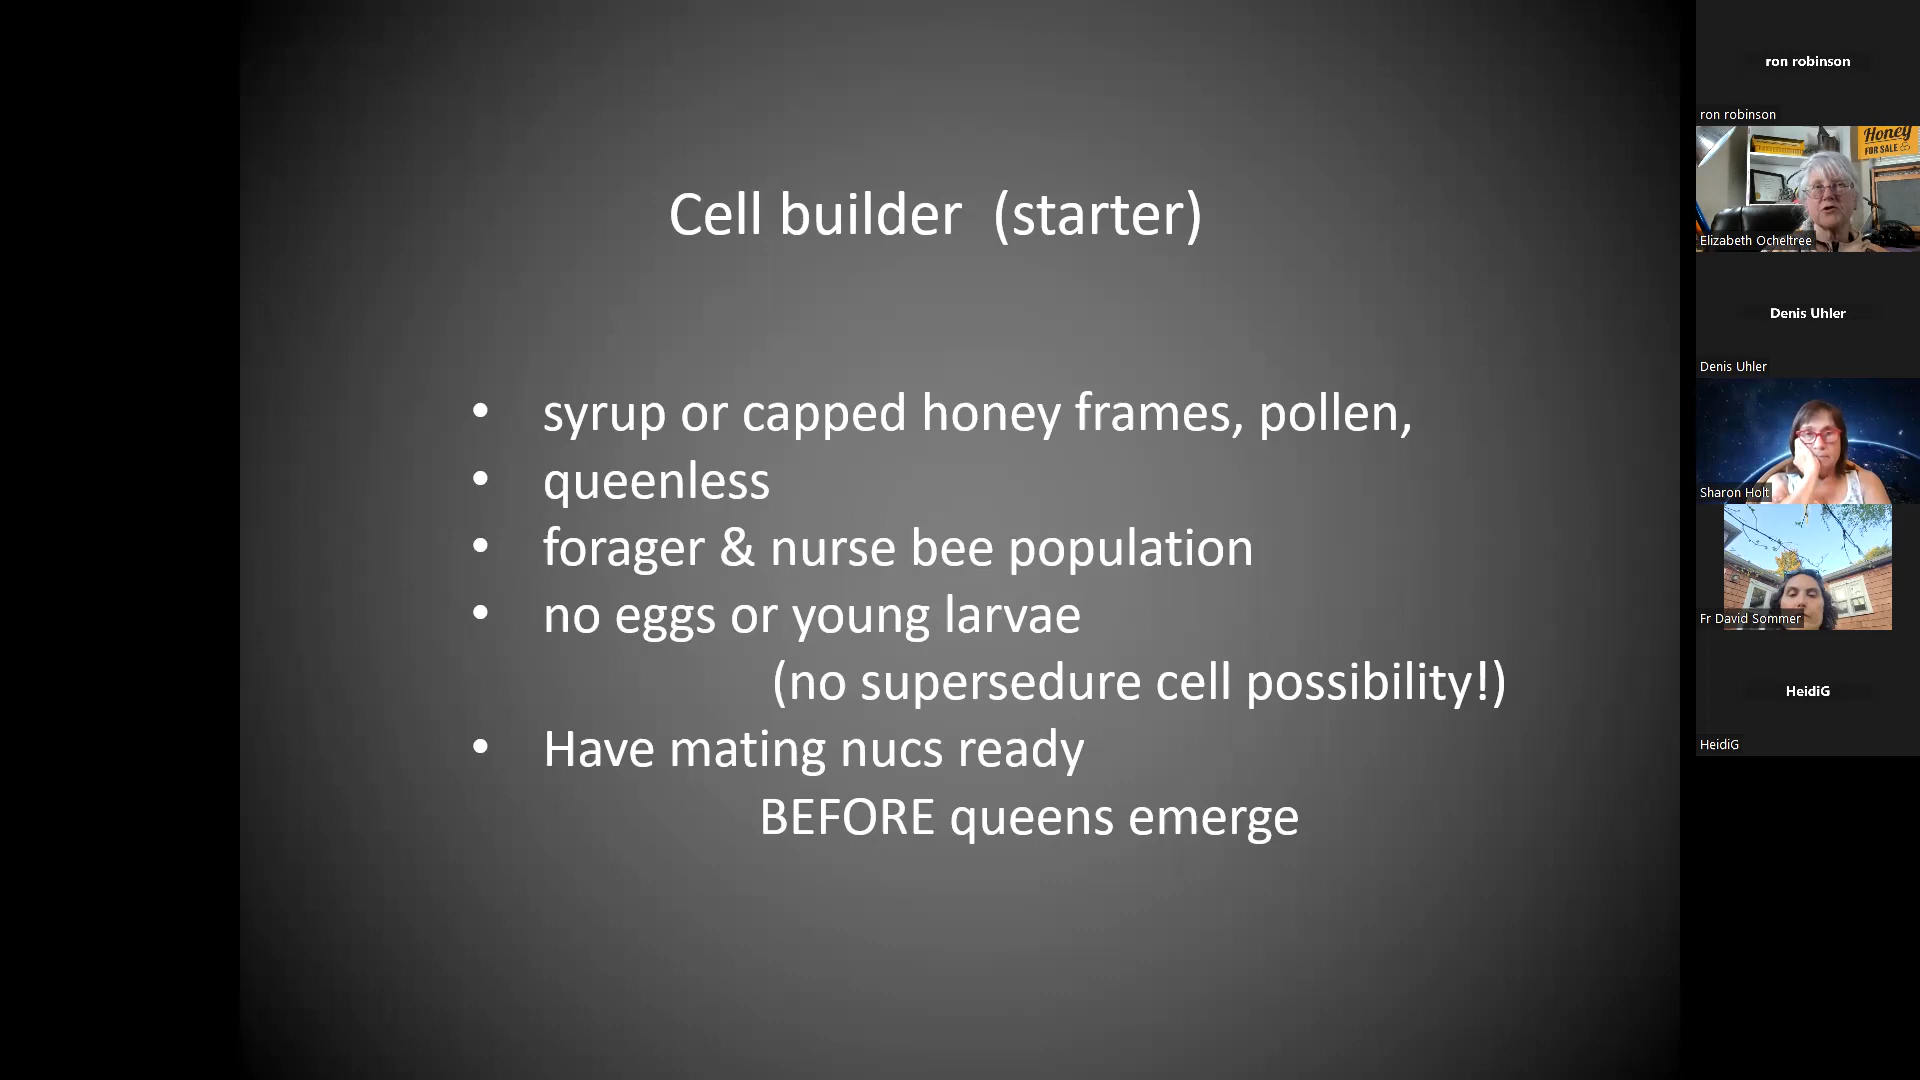 Cell builder (starter)
• syrup or capped honey frames, pollen,
• queenless
• forager & nurse bee population
• no eggs or young larvae
(no supersedure cell possibility!)
• Have mating nucs ready
BEFORE queens emerge
ron robinson
ron robinson
Honey
FOR SALE
Elizabeth Ocheltree
Denis Uhler
Denis Uhler
Sharon Holt
Fr David Sommer
HeidiG
HeidiG